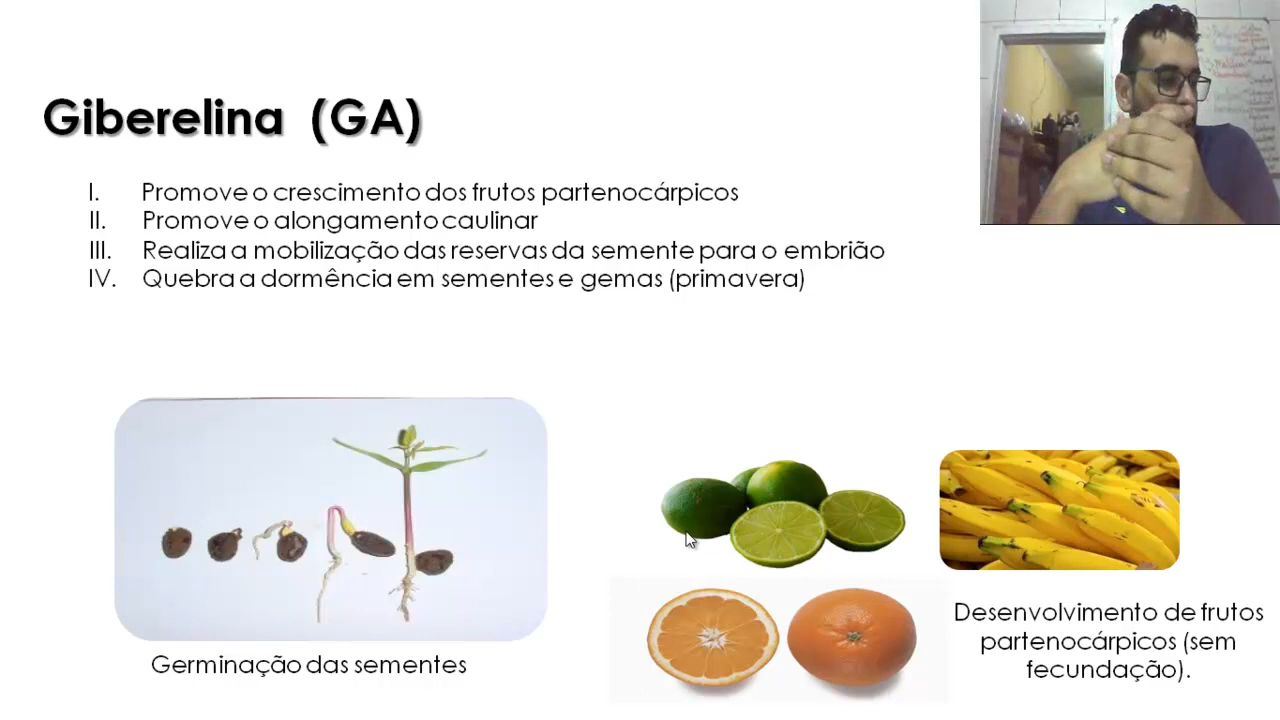 Giberelina (GA)
I. Promove o crescimento dos frutos partenocárpicos
II. Promove o alongamento caulinar
III. Realiza a mobilização das reservas da semente para o embrião
IV. Quebra a dormência em sementes e gemas (primavera)
Germinação das sementes
Desenvolvimento de frutos
partenocárpicos (sem
fecundação).